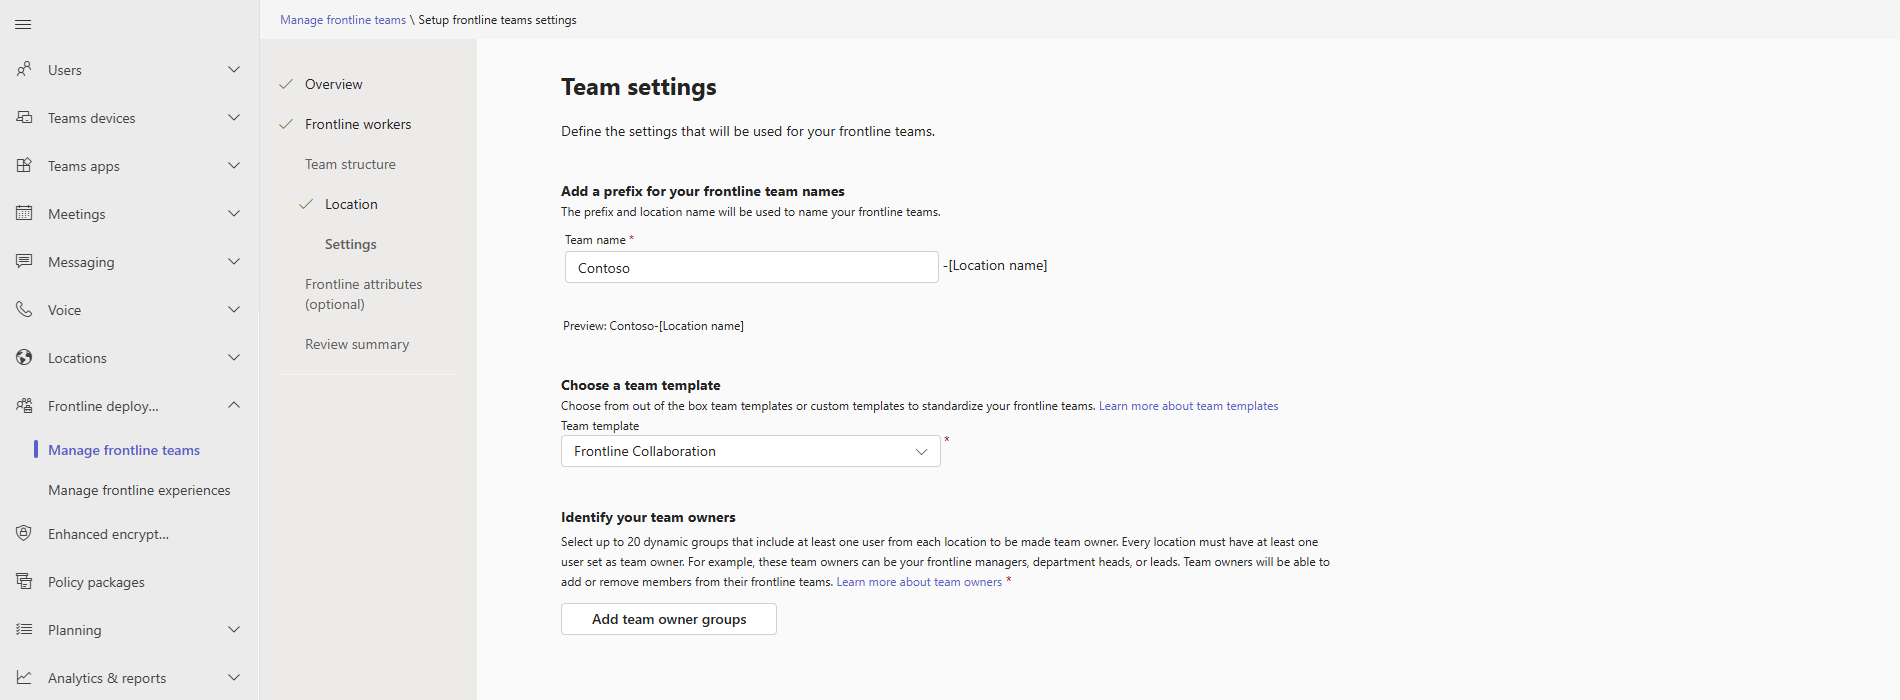 Manage frontline teams \ Setup frontline teams settings
Users
Teams devices
Teams apps
Meetings
Messaging
Voice
Locations
Frontline deploy...
Manage frontline teams
Manage frontline experiences
Enhanced encrypt...
Policy packages
Planning
Analytics & reports
Overview
Frontline workers
Team structure
Location
Settings
Frontline attributes
(optional)
Review summary
Team settings
Define the settings that will be used for your frontline teams.
Add a prefix for your frontline team names
The prefix and location name will be used to name your frontline teams.
Team name *
Contoso -[Location name]
Preview: Contoso-[Location name]
Choose a team template
Choose from out of the box team templates or custom templates to standardize your frontline teams. Learn more about team templates
Team template
Frontline Collaboration *
Identify your team owners
Select up to 20 dynamic groups that include at least one user from each location to be made team owner. Every location must have at least one
user set as team owner. For example, these team owners can be your frontline managers, department heads, or leads. Team owners will be able to
add or remove members from their frontline teams. Learn more about team owners *
Add team owner groups